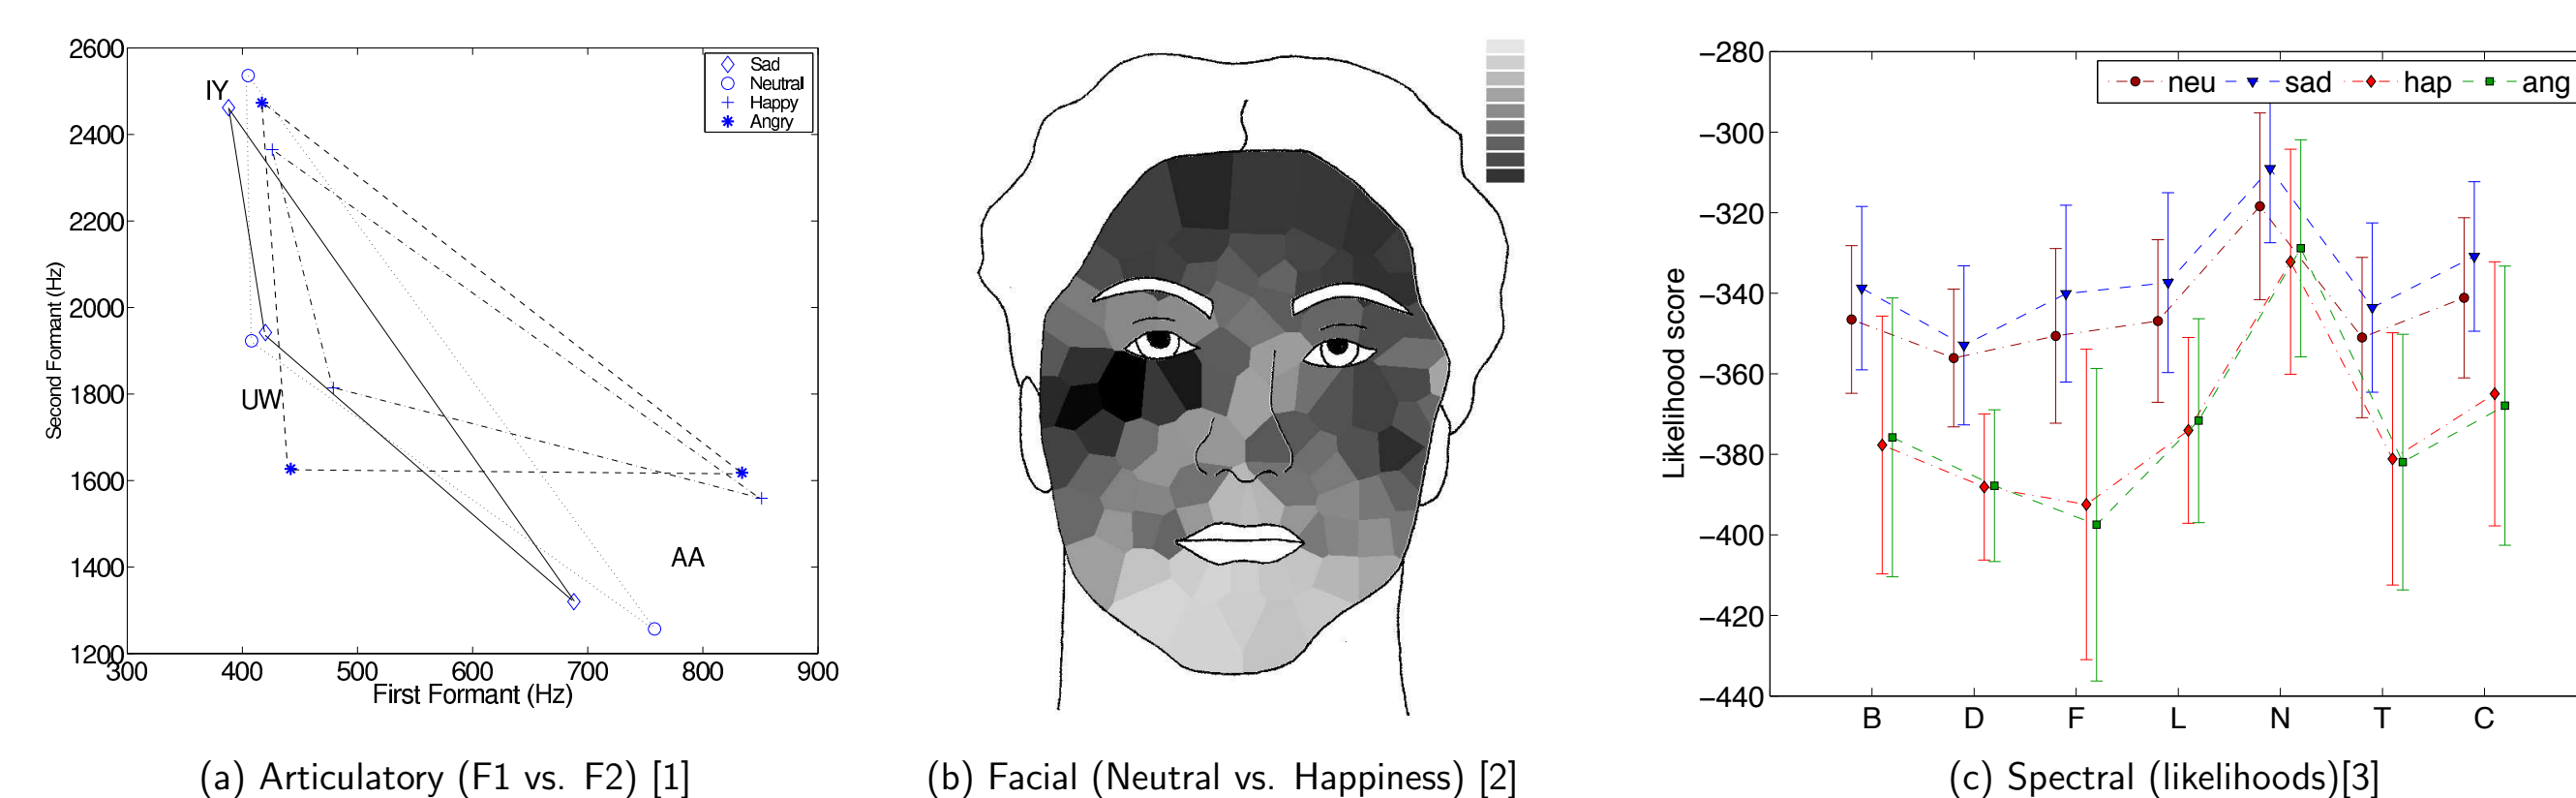 2600
2400
2200
2000
1800
1600
1400
1200
300 400 500 600 700 800 900
Second Formant (Hz)
First Formant (Hz)
IY
UW
AA
Sad
Neutral
Happy
Angry
(a) Articulatory (F1 vs. F2) [1]
(b) Facial (Neutral vs. Happiness) [2]
−280
−300
−320
−340
−360
−380
−400
−420
−440
Likelihood score
neu sad hap ang
B D F L N T C
(c) Spectral (likelihoods)[3]